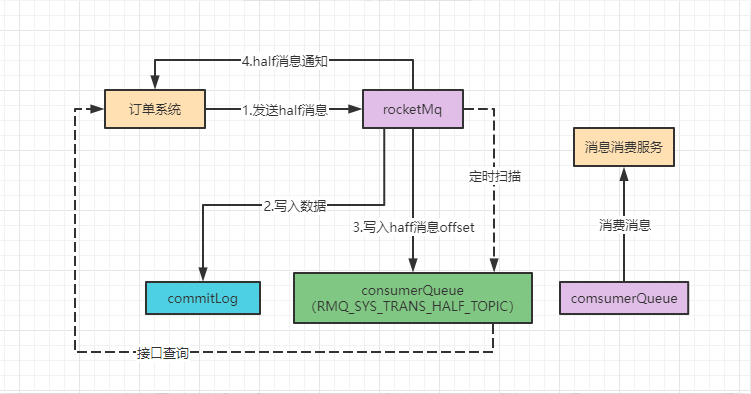 4.half消息通知
订单系统
1.发送half消息
rocketMq
消息消费服务
定时扫描
2.写入数据
3.写入haff消息offset
消费消息
commitLog
consumerQueue
（RMQ_SYS_TRANS_HALF_TOPIC）
comsumerQueue
接口查询